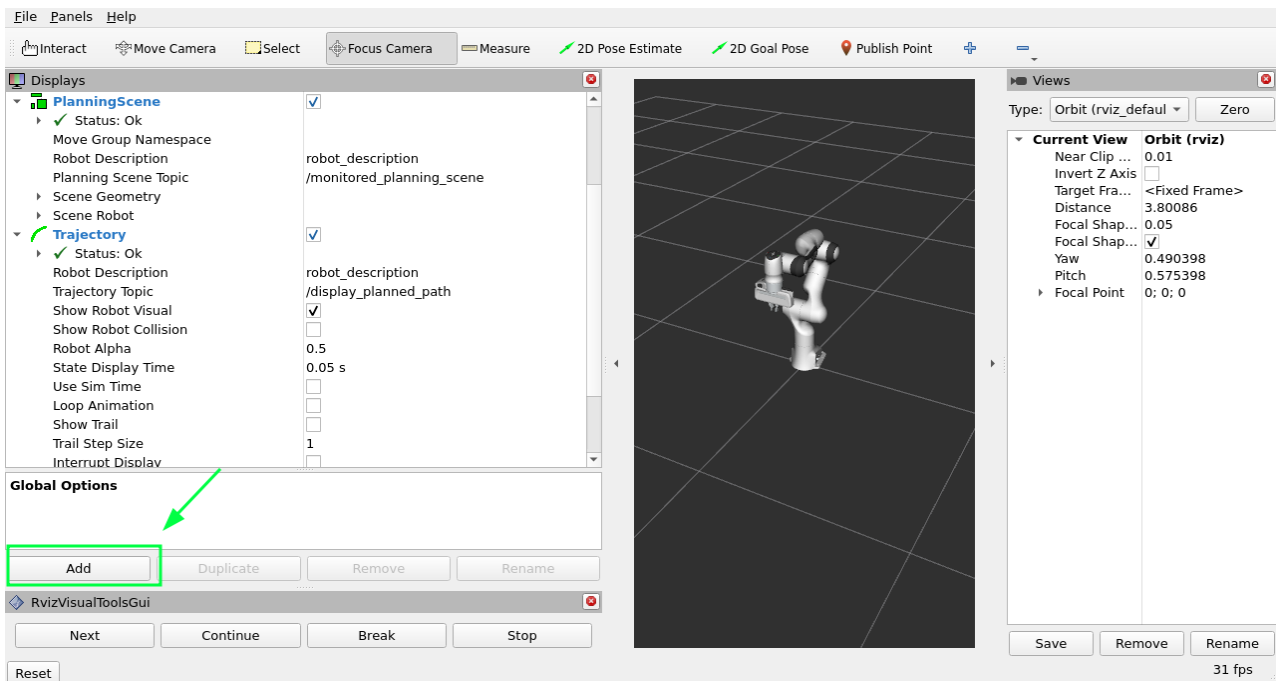 File Panels Help
Interact Move Camera Select Focus Camera Measure 2D Pose Estimate 2D Goal Pose Publish Point
Displays
PlanningScene
Status: Ok
Move Group Namespace
Robot Description robot_description
Planning Scene Topic /monitored_planning_scene
Scene Geometry
Scene Robot
Trajectory
Status: Ok
Robot Description robot_description
Trajectory Topic /display_planned_path
Show Robot Visual
Show Robot Collision
Robot Alpha 0.5
State Display Time 0.05 s
Use Sim Time
Loop Animation
Show Trail
Trail Step Size 1
Interrupt Display
Global Options
Add Duplicate Remove Rename
RvizVisualToolsGui
Next Continue Break Stop
Reset
Views
Type: Orbit (rviz_defaul Zero
Current View Orbit (rviz)
Near Clip ... 0.01
Invert Z Axis
Target Fra... <Fixed Frame>
Distance 3.80086
Focal Shap... 0.05
Focal Shap...
Yaw 0.490398
Pitch 0.575398
Focal Point 0; 0; 0
Save Remove Rename
31 fps